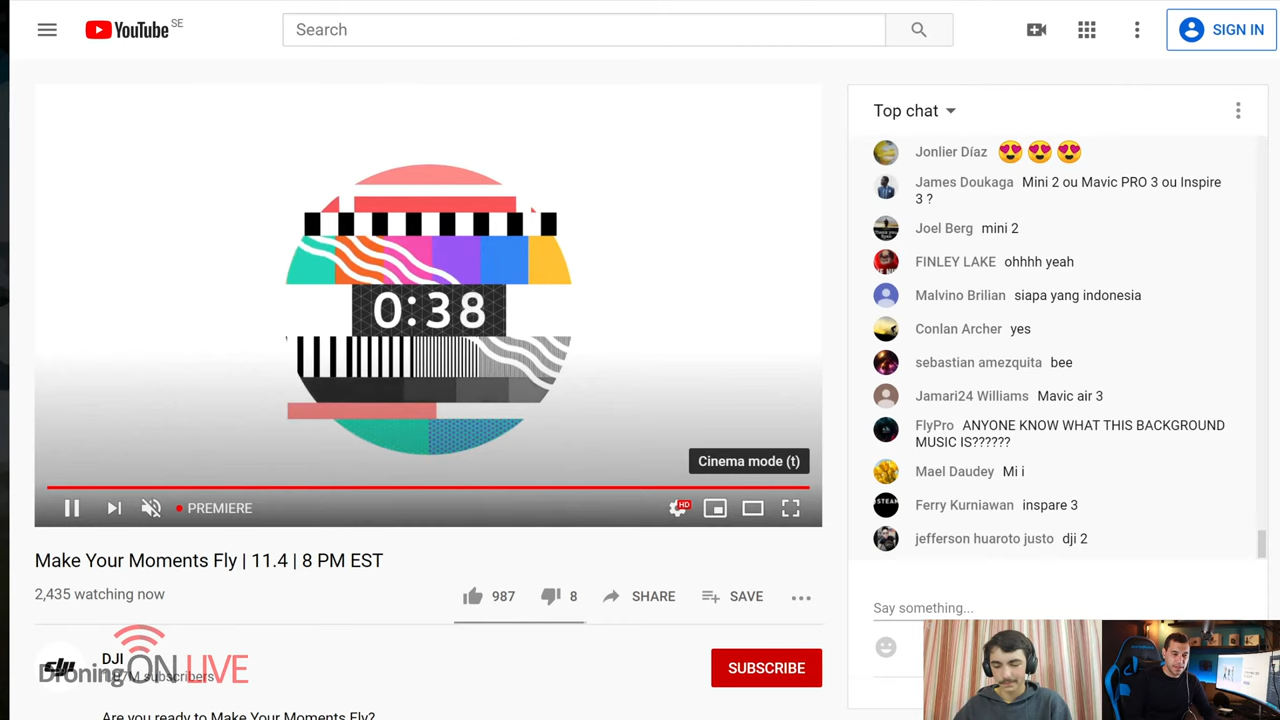 YouTube SE
Search
SIGN IN
0:38
Cinema mode (t)
PREMIERE
HD
Make Your Moments Fly | 11.4 | 8 PM EST
2,435 watching now
987
8
SHARE
SAVE
DJI
DroningON LIVE
subscribers
SUBSCRIBE
Are you ready to Make Your Moments Fly?
Top chat
Jonlier Díaz 😍😍😍
James Doukaga Mini 2 ou Mavic PRO 3 ou Inspire
3 ?
Joel Berg mini 2
FINLEY LAKE ohhhh yeah
Malvino Brilian siapa yang indonesia
Conlan Archer yes
sebastian amezquita bee
Jamari24 Williams Mavic air 3
FlyPro ANYONE KNOW WHAT THIS BACKGROUND
MUSIC IS??????
Mael Daudey Mi i
Ferry Kurniawan inspare 3
jefferson huaroto justo dji 2
Say something...